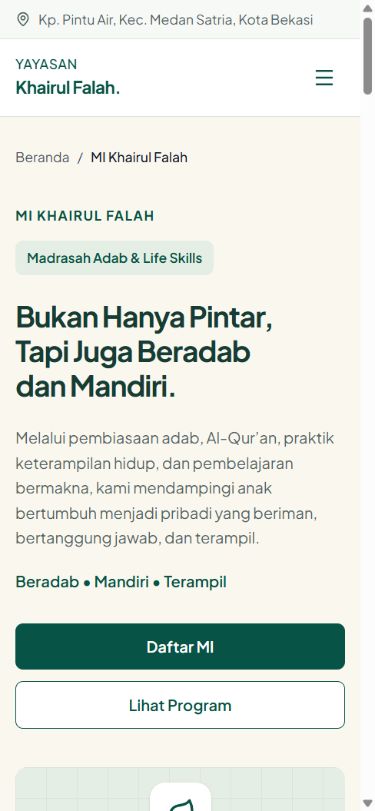 Kp. Pintu Air, Kec. Medan Satria, Kota Bekasi
YAYASAN
Khairul Falah.
Beranda / MI Khairul Falah
MI KHAIRUL FALAH
Madrasah Adab & Life Skills
Bukan Hanya Pintar,
Tapi Juga Beradab
dan Mandiri.
Melalui pembiasaan adab, Al-Qur’an, praktik
keterampilan hidup, dan pembelajaran
bermakna, kami mendampingi anak
bertumbuh menjadi pribadi yang beriman,
bertanggung jawab, dan terampil.
Beradab • Mandiri • Terampil
Daftar MI
Lihat Program